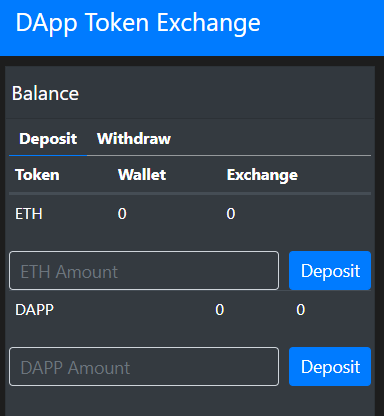 DApp Token Exchange
Balance
Deposit Withdraw
Token Wallet Exchange
ETH 0 0
ETH Amount Deposit
DAPP 0 0
DAPP Amount Deposit